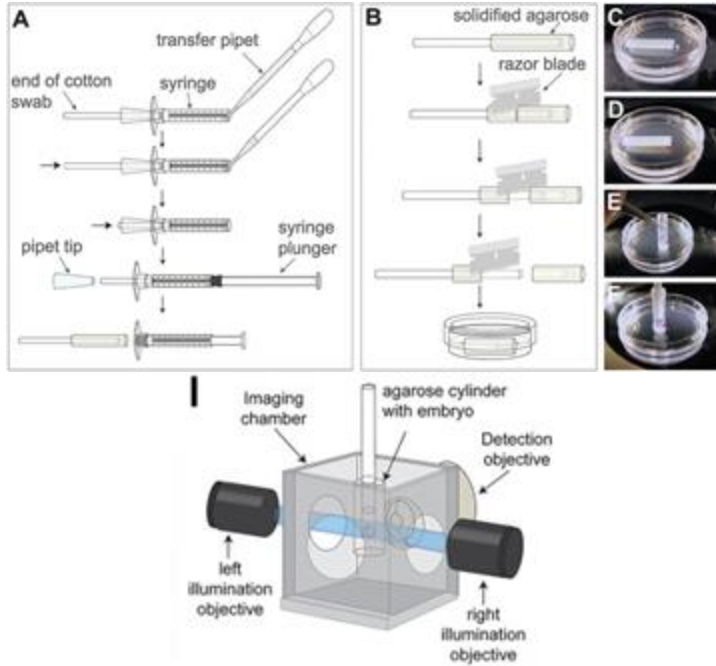 A
transfer pipet
syringe
end of cotton
swab
pipet tip
syringe
plunger
B
solidified agarose
razor blade
C
D
E
F
I
Imaging
chamber
agarose cylinder
with embryo
Detection
objective
left
illumination
objective
right
illumination
objective